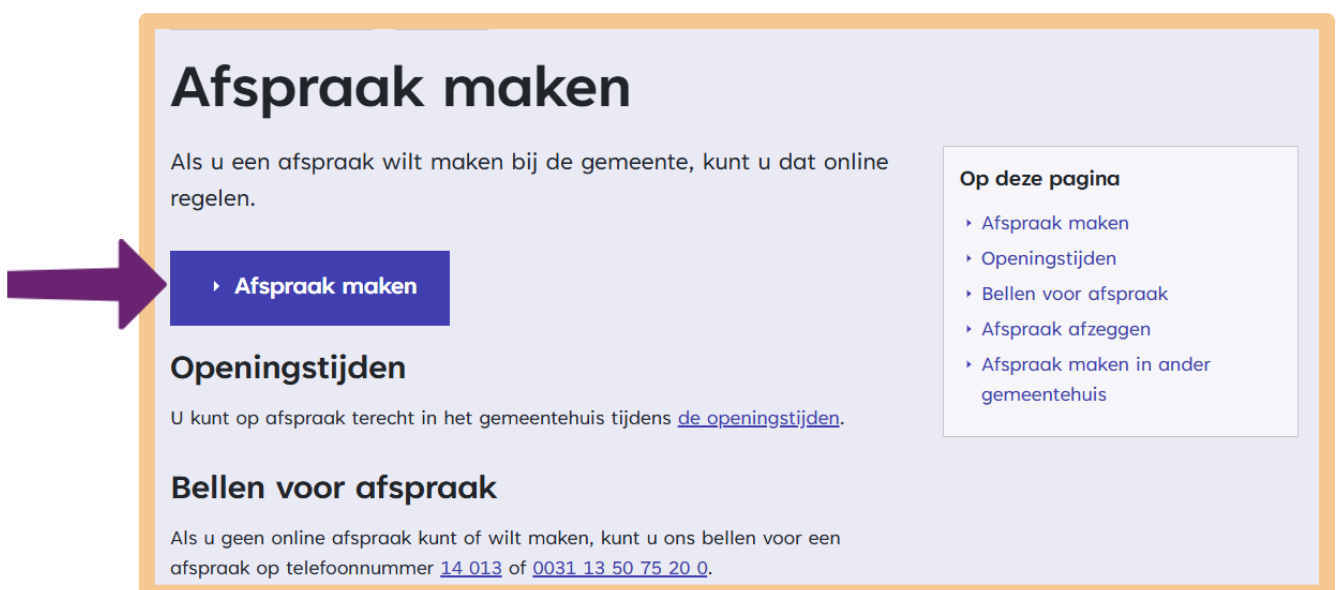 Afspraak maken
Als u een afspraak wilt maken bij de gemeente, kunt u dat online
regelen.
Afspraak maken
Openingstijden
U kunt op afspraak terecht in het gemeentehuis tijdens de openingstijden.
Bellen voor afspraak
Als u geen online afspraak kunt of wilt maken, kunt u ons bellen voor een
afspraak op telefoonnummer 14 013 of 0031 13 50 75 20 0.
Op deze pagina
Afspraak maken
Openingstijden
Bellen voor afspraak
Afspraak afzeggen
Afspraak maken in ander
gemeentehuis